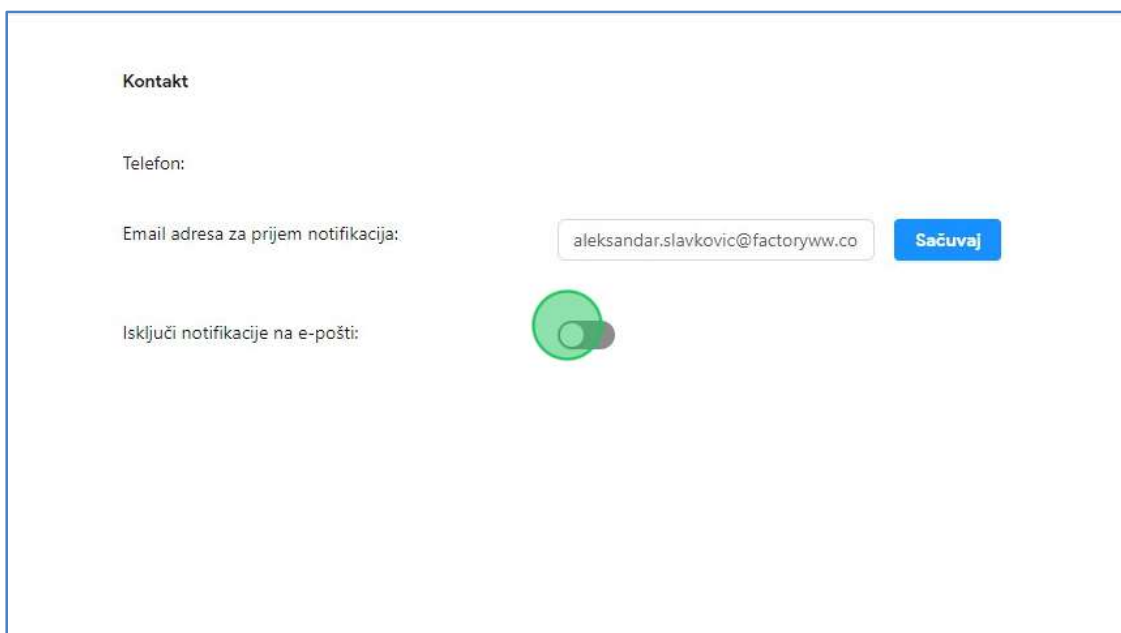 Kontakt
Telefon:
Email adresa za prijem notifikacija:
aleksandar.slavkovic@factoryww.co
Sačuvaj
Isključi notifikacije na e-pošti: